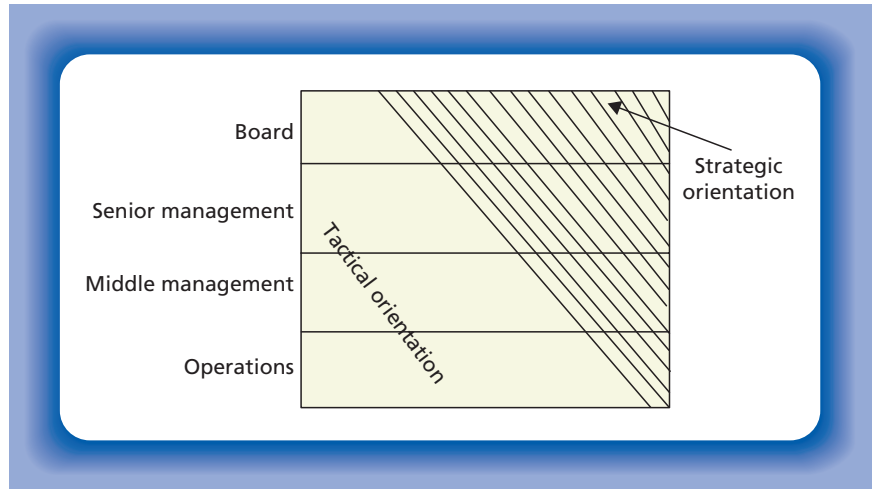 Board
Strategic
orientation
Senior management
Tactical orientation
Middle management
Operations